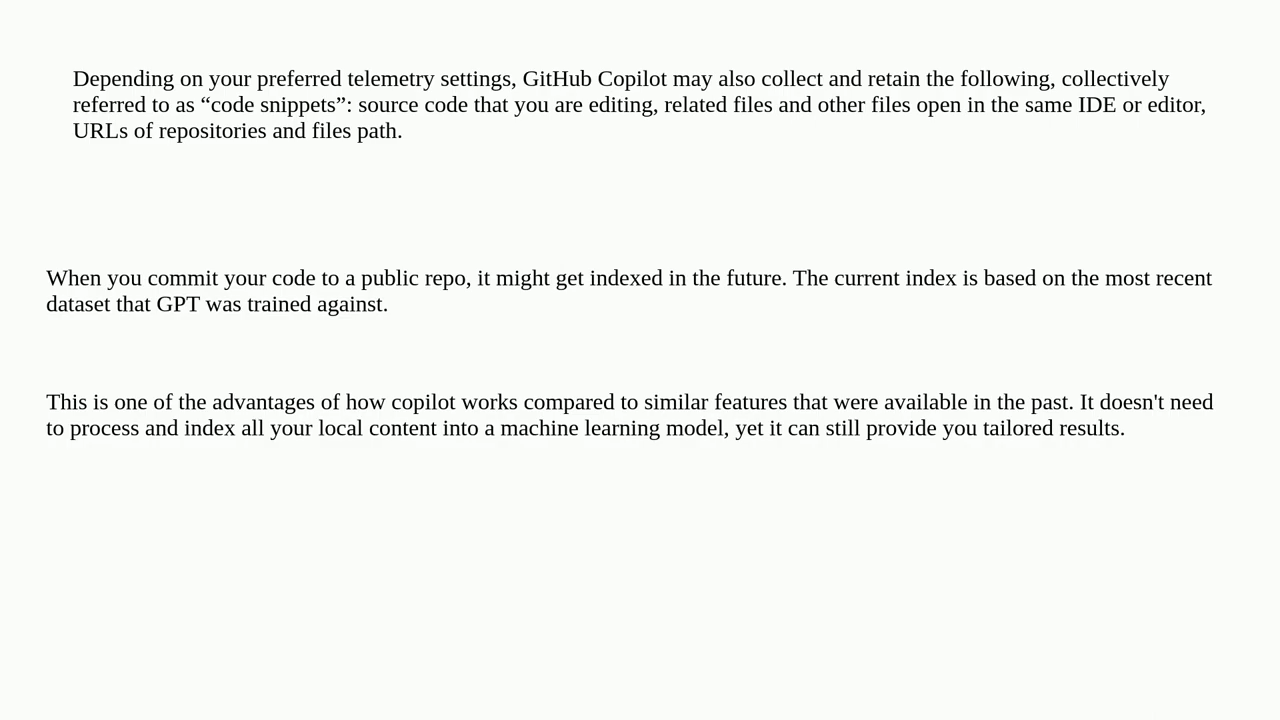 Depending on your preferred telemetry settings, GitHub Copilot may also collect and retain the following, collectively
referred to as “code snippets”: source code that you are editing, related files and other files open in the same IDE or editor,
URLs of repositories and files path.
When you commit your code to a public repo, it might get indexed in the future. The current index is based on the most recent
dataset that GPT was trained against.
This is one of the advantages of how copilot works compared to similar features that were available in the past. It doesn't need
to process and index all your local content into a machine learning model, yet it can still provide you tailored results.